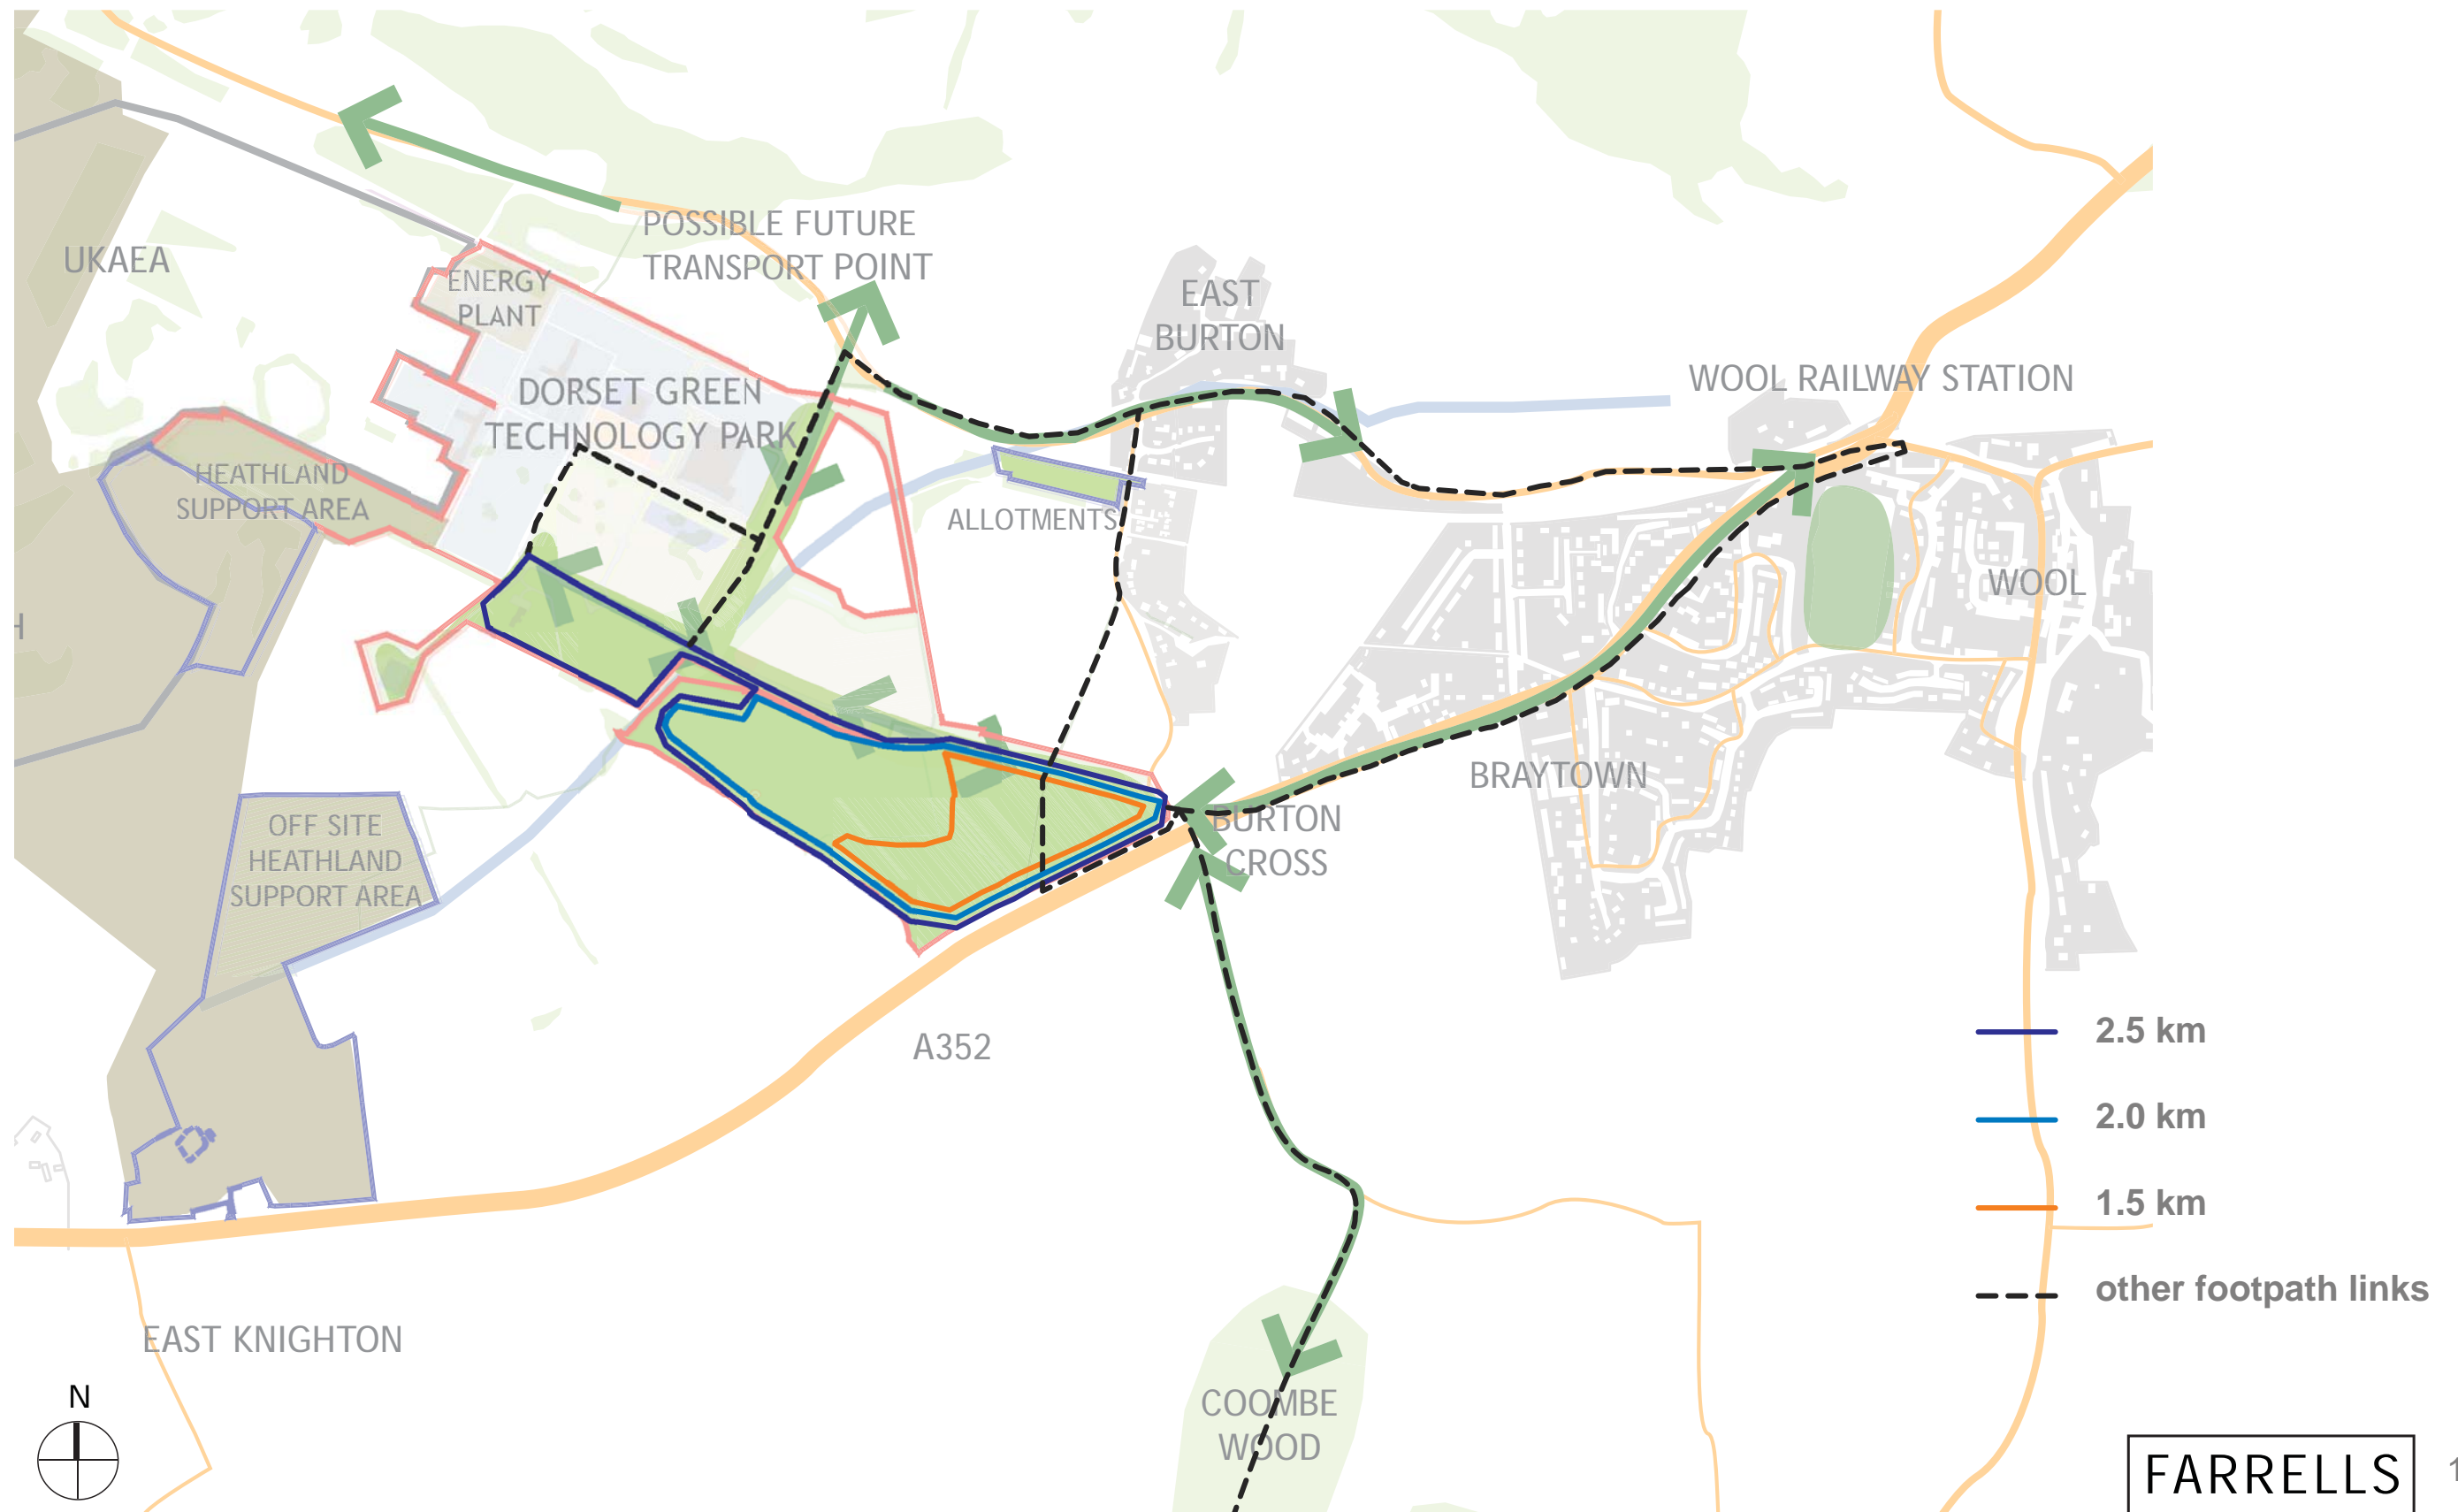 POSSIBLE FUTURE
TRANSPORT POINT
UKAEA
ENERGY
PLANT
EAST
BURTON
DORSET GREEN
TECHNOLOGY PARK
WOOL RAILWAY STATION
HEATHLAND
SUPPORT AREA
ALLOTMENTS
WOOL
H
BRAYTOWN
BURTON
CROSS
OFF SITE
HEATHLAND
SUPPORT AREA
A352
2.5 km
2.0 km
1.5 km
other footpath links
EAST KNIGHTON
N
COOMBE
WOOD
FARRELLS
1